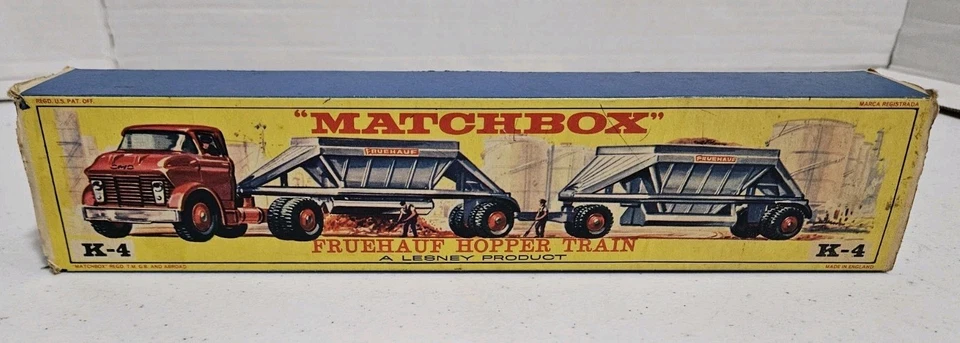 REGD. U.S. PAT. OFF.
MARCA REGISTRADA
"MATCHBOX"
GMC
FRUEHAUF
FRUEHAUF
K-4
FRUEHAUF HOPPER TRAIN
K-4
A LESNEY PRODUCT
"MATCHBOX" REGD. T.M. G.B. AND ABROAD.
MADE IN ENGLAND